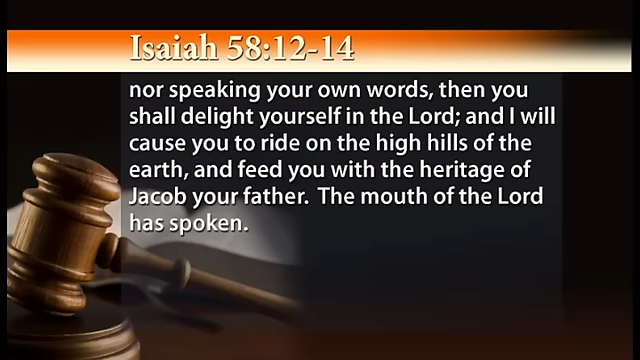 Isaiah 58:12-14
nor speaking your own words, then you
shall delight yourself in the Lord; and I will
cause you to ride on the high hills of the
earth, and feed you with the heritage of
Jacob your father.  The mouth of the Lord
has spoken.